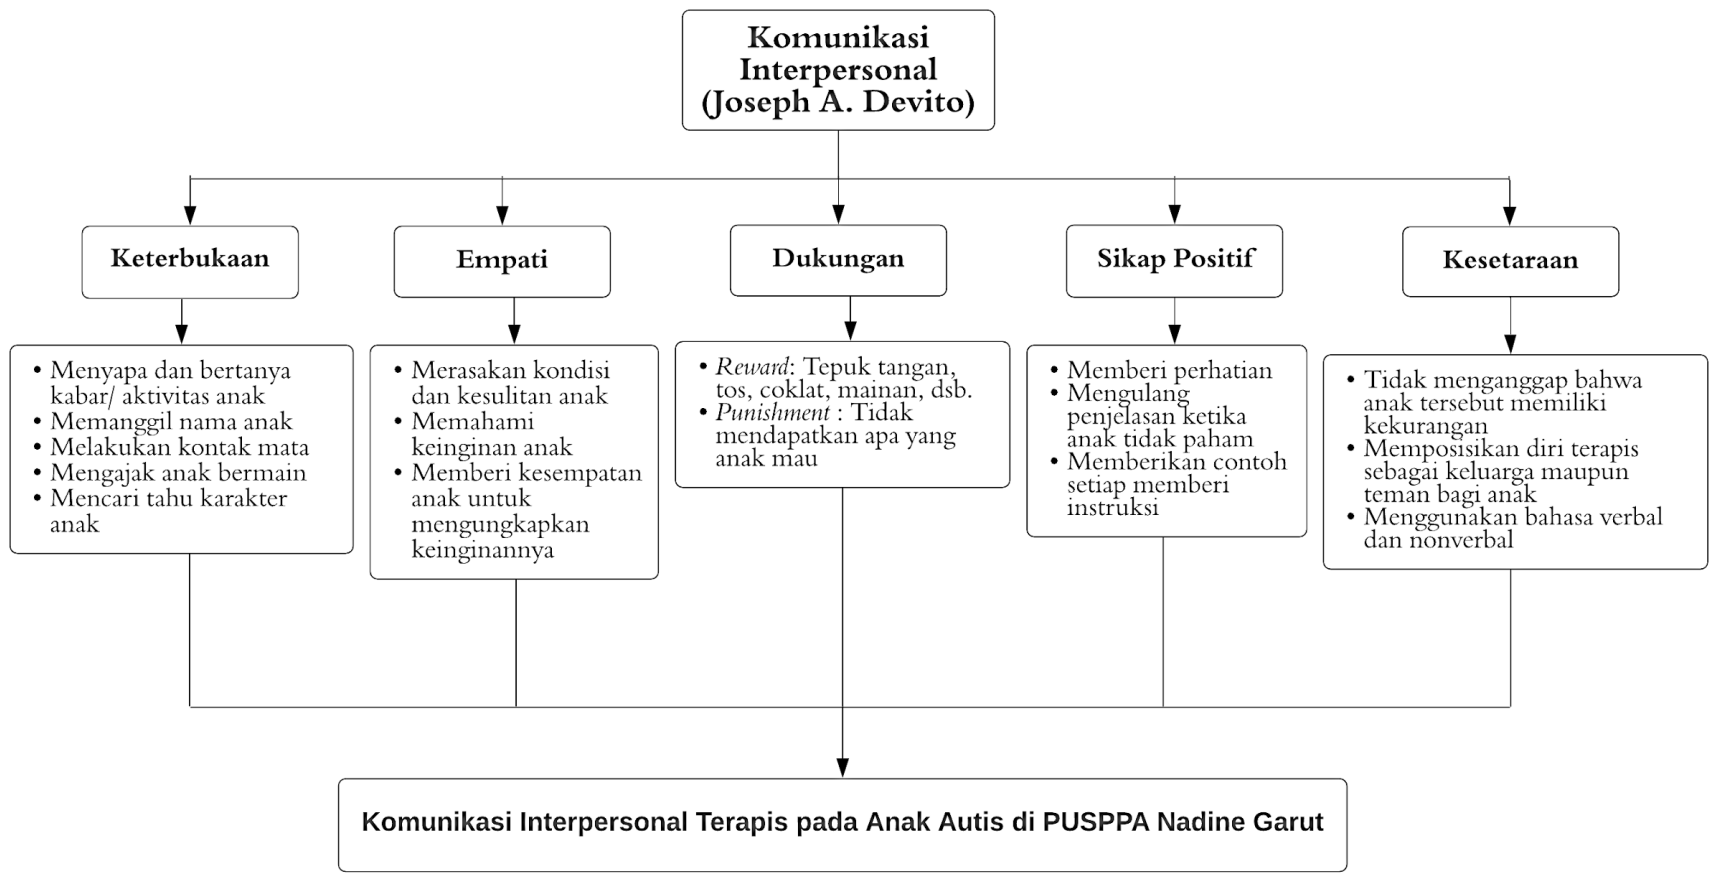 Komunikasi
Interpersonal
(Joseph A. Devito)
Keterbukaan
Empati
Dukungan
Sikap Positif
Kesetaraan
• Menyapa dan bertanya
kabar/ aktivitas anak
• Memanggil nama anak
• Melakukan kontak mata
• Mengajak anak bermain
• Mencari tahu karakter
anak
• Merasakan kondisi
dan kesulitan anak
• Memahami
keinginan anak
• Memberi kesempatan
anak untuk
mengungkapkan
keinginannya
• Reward: Tepuk tangan,
tos, coklat, mainan, dsb.
• Punishment : Tidak
mendapatkan apa yang
anak mau
• Memberi perhatian
• Mengulang
penjelasan ketika
anak tidak paham
• Memberikan contoh
setiap memberi
instruksi
• Tidak menganggap bahwa
anak tersebut memiliki
kekurangan
• Memposisikan diri terapis
sebagai keluarga maupun
teman bagi anak
• Menggunakan bahasa verbal
dan nonverbal
Komunikasi Interpersonal Terapis pada Anak Autis di PUSPPA Nadine Garut